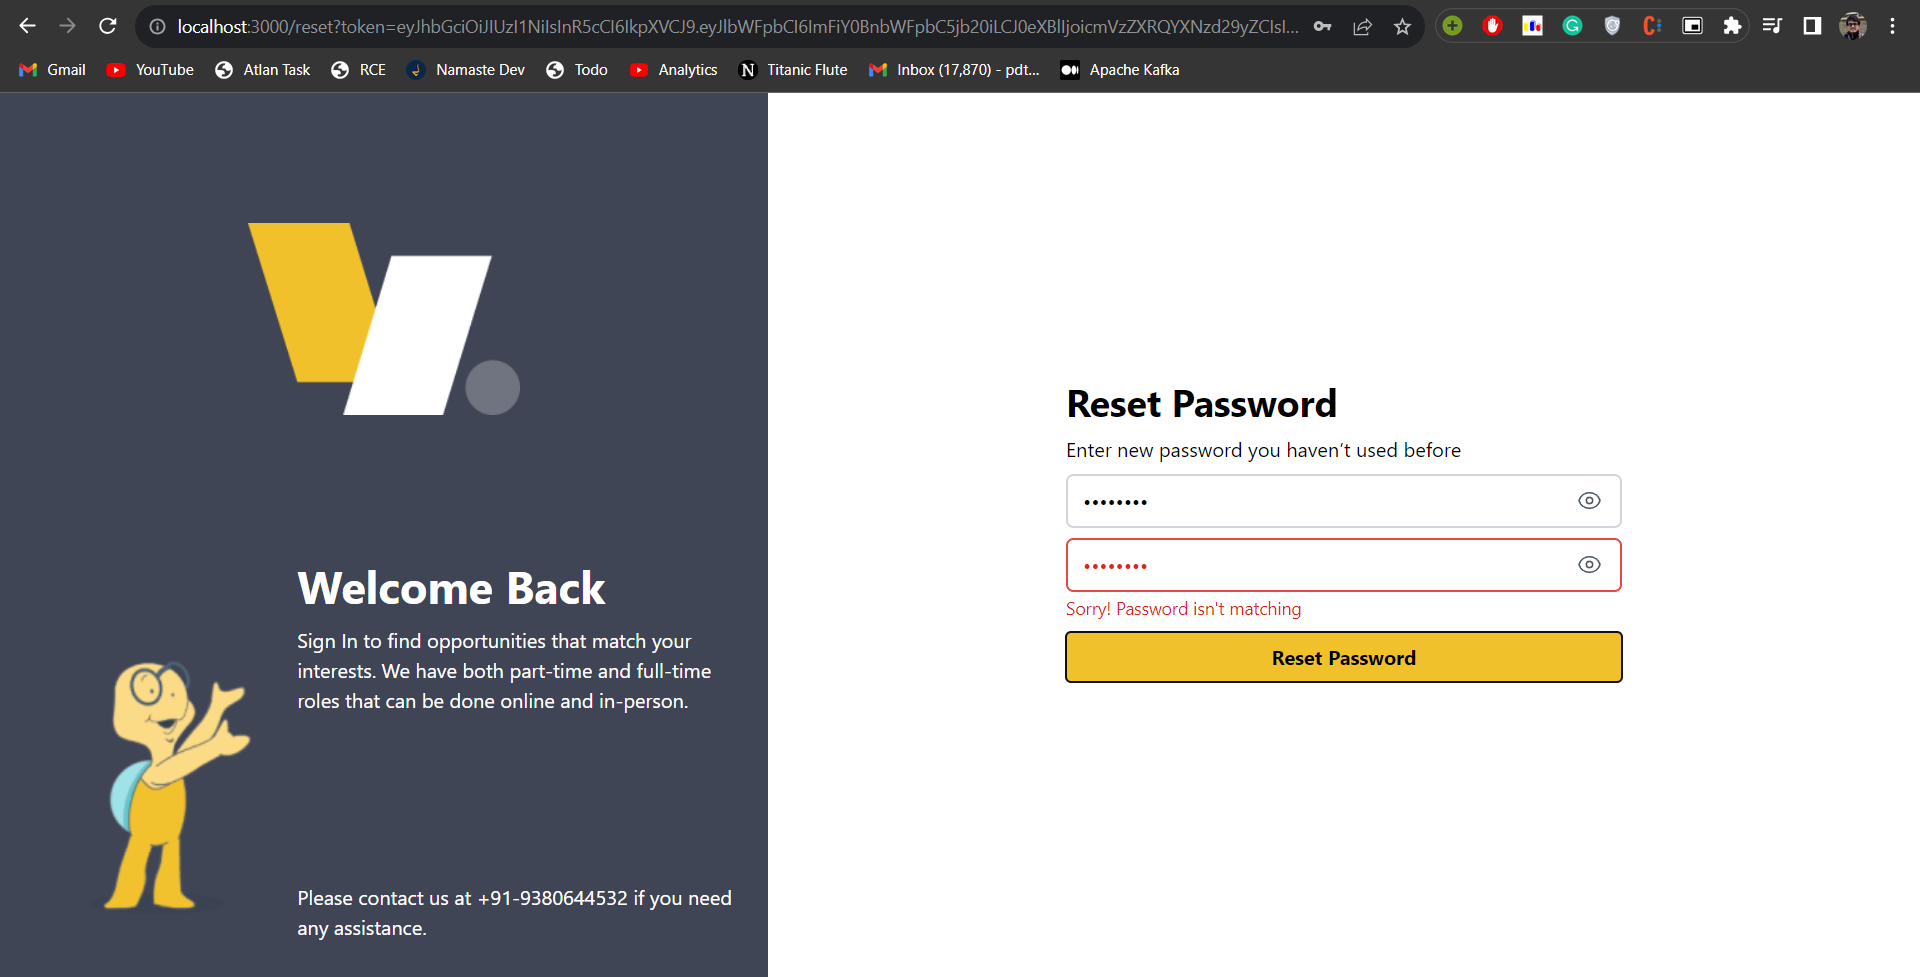 localhost:3000/reset?token=eyJhbGciOiJIUzI1NiIsInR5cCI6IkpXVCJ9.eyJlbWFpbCI6ImFiY0BnbWFpbC5jb20iLCJ0eXBlIjoicmVzZXRQYXNzd29yZCIsI...
Gmail YouTube Atlan Task RCE Namaste Dev Todo Analytics Titanic Flute Inbox (17,870) - pdt... Apache Kafka
Welcome Back
Sign In to find opportunities that match your
interests. We have both part-time and full-time
roles that can be done online and in-person.
Please contact us at +91-9380644532 if you need
any assistance.
Reset Password
Enter new password you haven't used before
Sorry! Password isn't matching
Reset Password